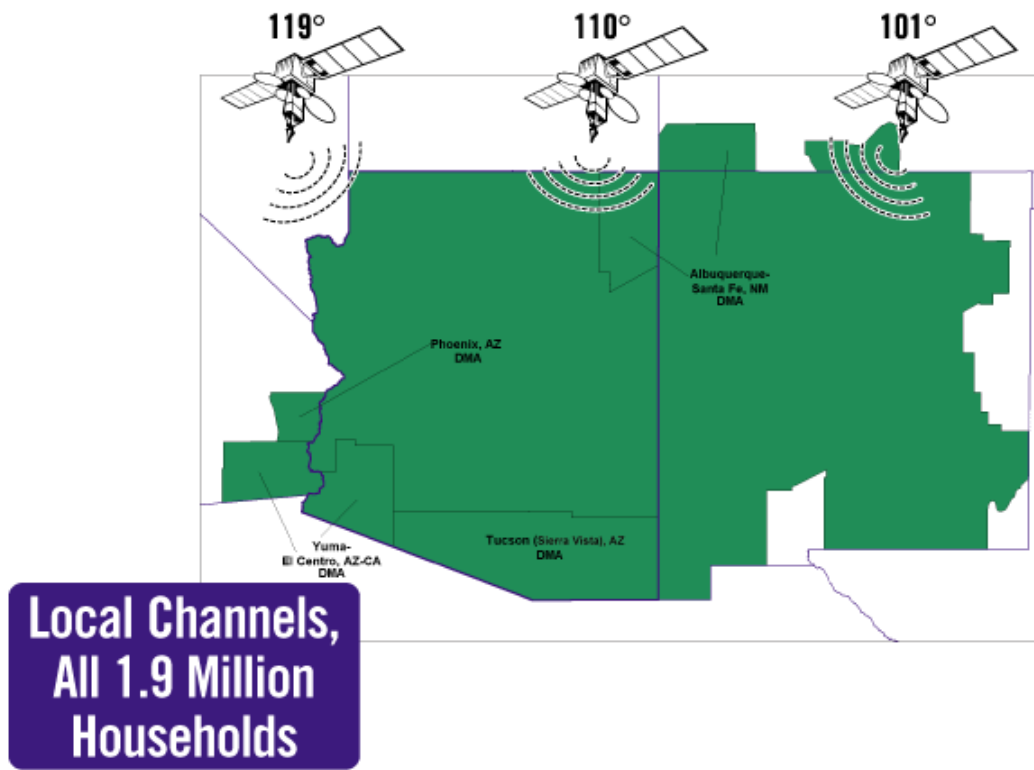 119°
110°
101°
Albuquerque-
Santa Fe, NM
DMA
Phoenix, AZ
DMA
Tucson (Sierra Vista), AZ
DMA
Yuma-
El Centro, AZ-CA
DMA
Local Channels,
All 1.9 Million
Households